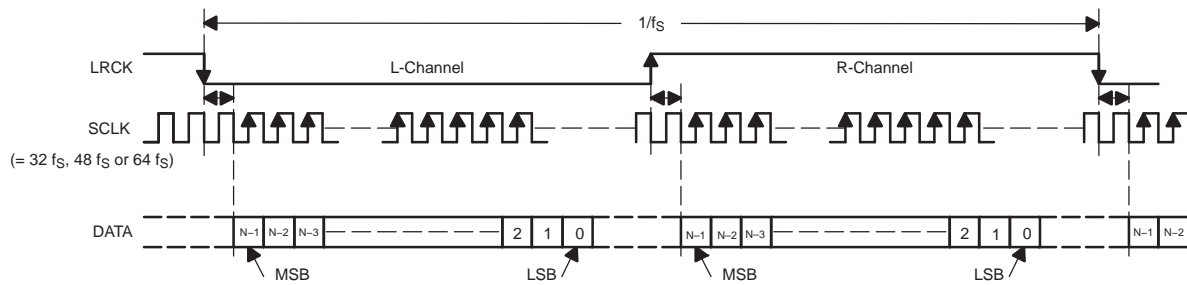 1/fS
LRCK
L-Channel
R-Channel
SCLK
(= 32 fS, 48 fS or 64 fS)
DATA
N–1 N–2 N–3 2 1 0 N–1 N–2 N–3 2 1 0 N–1 N–2
MSB LSB MSB LSB